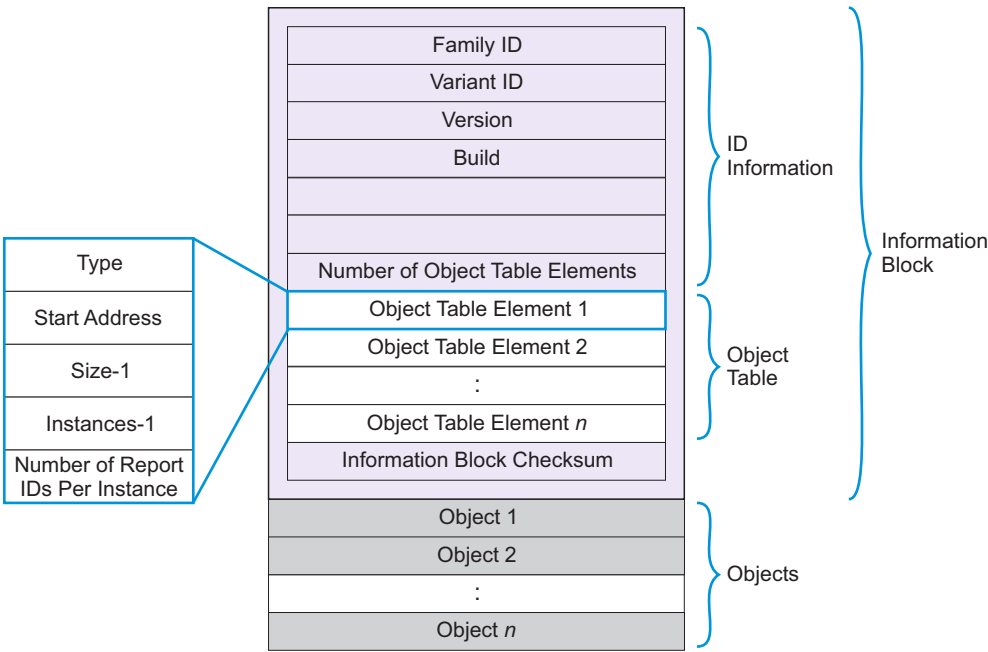 Family ID
Variant ID
Version
Build
Number of Object Table Elements
Object Table Element 1
Object Table Element 2
:
Object Table Element n
Information Block Checksum
Object 1
Object 2
:
Object n
Type
Start Address
Size-1
Instances-1
Number of Report
IDs Per Instance
ID
Information
Object
Table
Objects
Information
Block